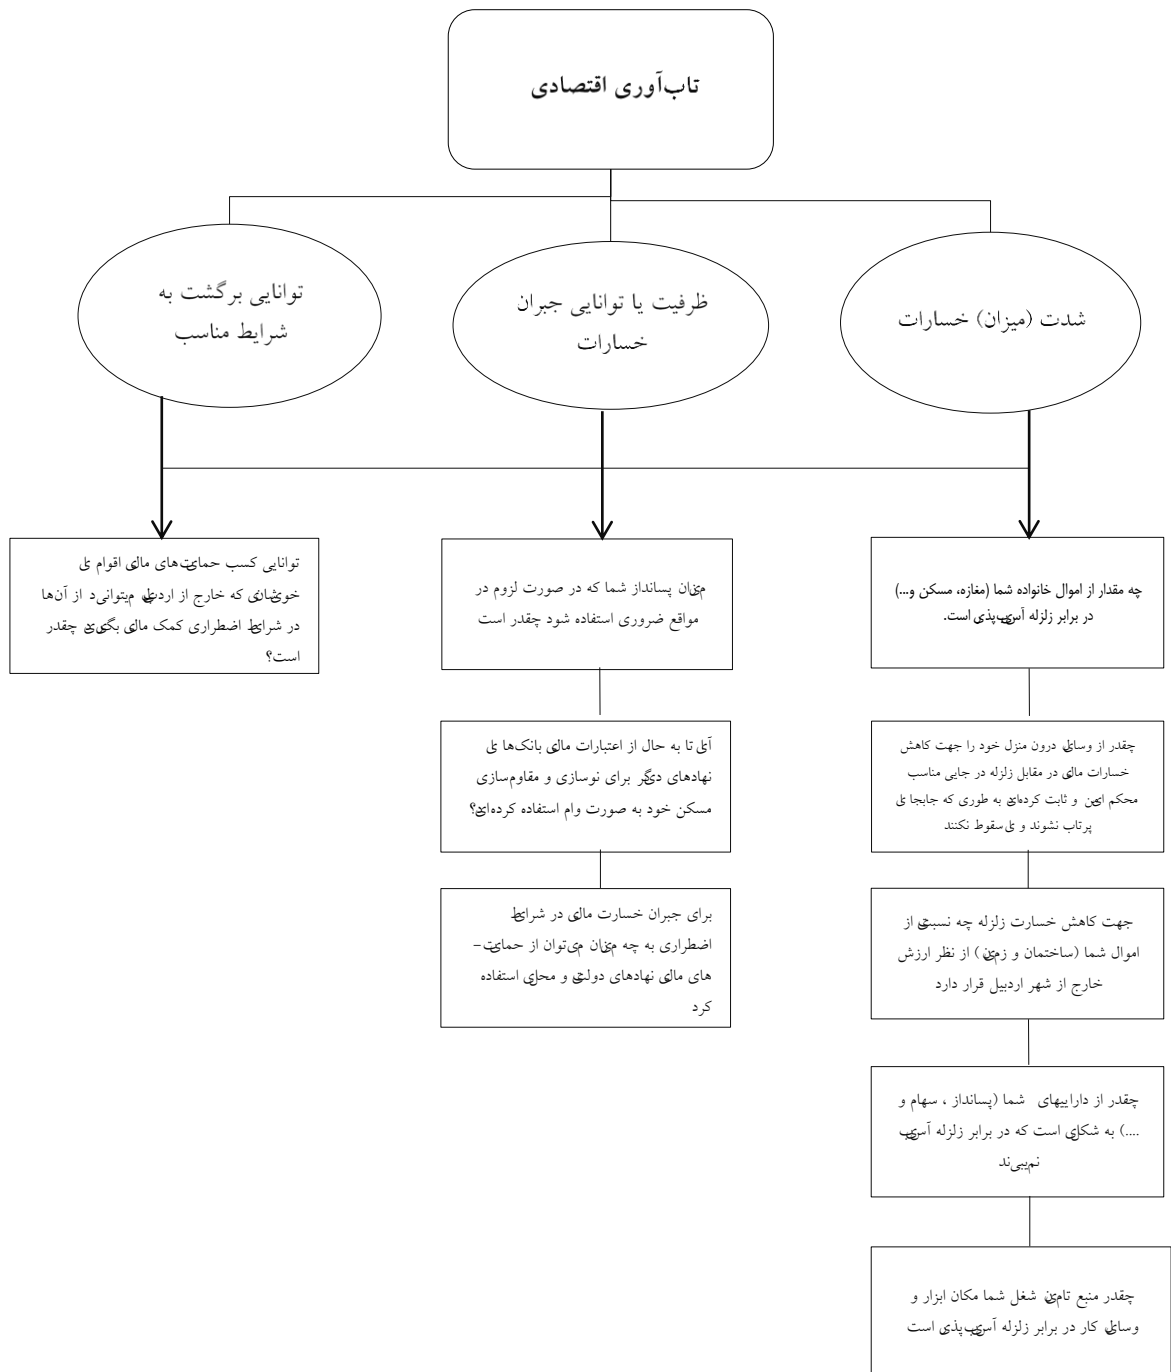 تاب‌آوری اقتصادی
شدت (میزان) خسارات
ظرفیت یا توانایی جبران
خسارات
توانایی برگشت به
شرایط مناسب
چه مقدار از اموال خانواده شما (مغازه، مسکن و...)
در برابر زلزله آسیب‌پذیر است.
چقدر از وسایل درون منزل خود را جهت کاهش
خسارات مالی در مقابل زلزله در جایی مناسب
محکم ایمن و ثابت کرده‌اید به طوری که جابجا یا
پرتاب نشوند و یا سقوط نکنند
جهت کاهش خسارت زلزله چه نسبتی از
اموال شما (ساختمان و زمین) از نظر ارزش
خارج از شهر اردبیل قرار دارد
چقدر از داراییهای شما (پسانداز ، سهام و
....) به شکلی است که در برابر زلزله آسیب
نمیبیند
چقدر منبع تامین شغل شما مکان ابزار و
وسایل کار در برابر زلزله آسیب‌پذیر است
میزان پسانداز شما که در صورت لزوم در
مواقع ضروری استفاده شود چقدر است
آیا تا به حال از اعتبارات مالی بانک‌ها یا
نهادهای دیگر برای نوسازی و مقاوم‌سازی
مسکن خود به صورت وام استفاده کرده‌اید؟
برای جبران خسارت مالی در شرایط
اضطراری به چه میزان می‌توان از حمایت-
های مالی نهادهای دولتی و محلی استفاده
کرد
توانایی کسب حمایت‌های مالی اقوام یا
خویشانی که خارج از اردبیل میتوانید از آن‌ها
در شرایط اضطراری کمک مالی بگیرید چقدر
است؟